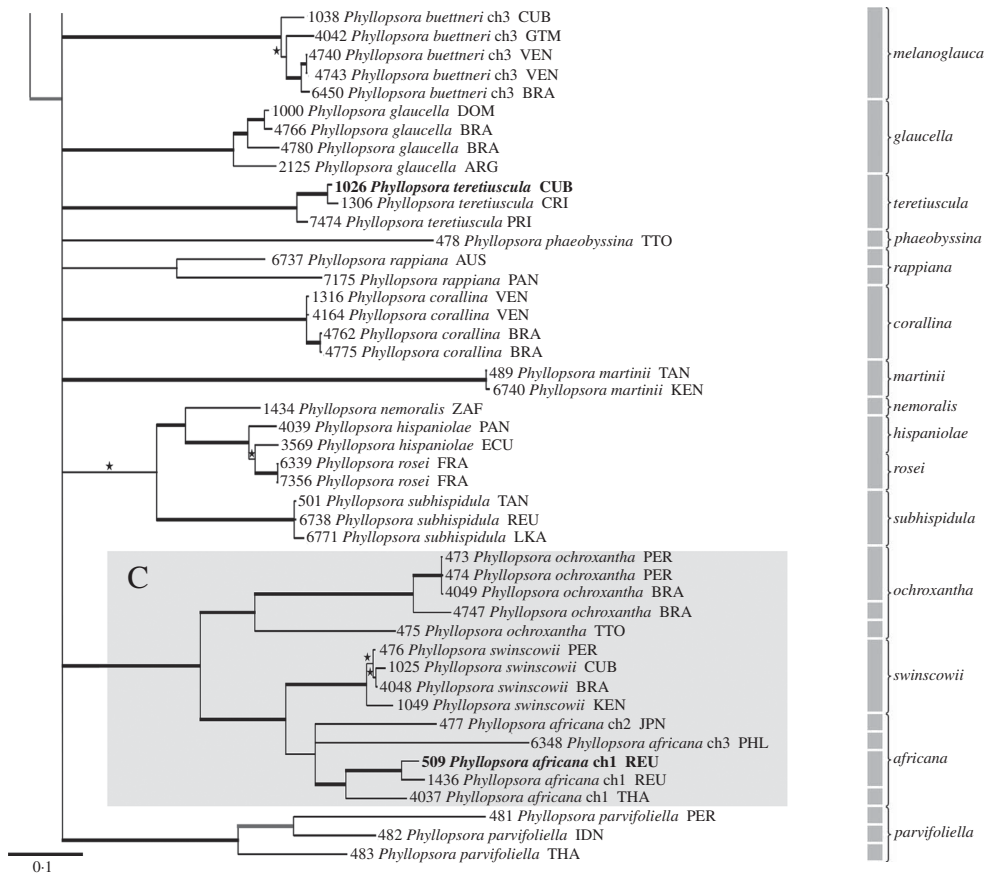 1038 Phyllopsora buettneri ch3 CUB
4042 Phyllopsora buettneri ch3 GTM
4740 Phyllopsora buettneri ch3 VEN
4743 Phyllopsora buettneri ch3 VEN
6450 Phyllopsora buettneri ch3 BRA
melanoglauca
1000 Phyllopsora glaucella DOM
4766 Phyllopsora glaucella BRA
4780 Phyllopsora glaucella BRA
2125 Phyllopsora glaucella ARG
glaucella
1026 Phyllopsora teretiuscula CUB
1306 Phyllopsora teretiuscula CRI
7474 Phyllopsora teretiuscula PRI
teretiuscula
478 Phyllopsora phaeobyssina TTO
phaeobyssina
6737 Phyllopsora rappiana AUS
7175 Phyllopsora rappiana PAN
rappiana
1316 Phyllopsora corallina VEN
4164 Phyllopsora corallina VEN
4762 Phyllopsora corallina BRA
4775 Phyllopsora corallina BRA
corallina
489 Phyllopsora martinii TAN
6740 Phyllopsora martinii KEN
martinii
1434 Phyllopsora nemoralis ZAF
nemoralis
4039 Phyllopsora hispaniolae PAN
3569 Phyllopsora hispaniolae ECU
hispaniolae
6339 Phyllopsora rosei FRA
7356 Phyllopsora rosei FRA
rosei
501 Phyllopsora subhispidula TAN
6738 Phyllopsora subhispidula REU
6771 Phyllopsora subhispidula LKA
subhispidula
C
473 Phyllopsora ochroxantha PER
474 Phyllopsora ochroxantha PER
4049 Phyllopsora ochroxantha BRA
4747 Phyllopsora ochroxantha BRA
475 Phyllopsora ochroxantha TTO
ochroxantha
476 Phyllopsora swinscowii PER
1025 Phyllopsora swinscowii CUB
4048 Phyllopsora swinscowii BRA
1049 Phyllopsora swinscowii KEN
swinscowii
477 Phyllopsora africana ch2 JPN
6348 Phyllopsora africana ch3 PHL
509 Phyllopsora africana ch1 REU
1436 Phyllopsora africana ch1 REU
4037 Phyllopsora africana ch1 THA
africana
481 Phyllopsora parvifoliella PER
482 Phyllopsora parvifoliella IDN
483 Phyllopsora parvifoliella THA
parvifoliella
0·1